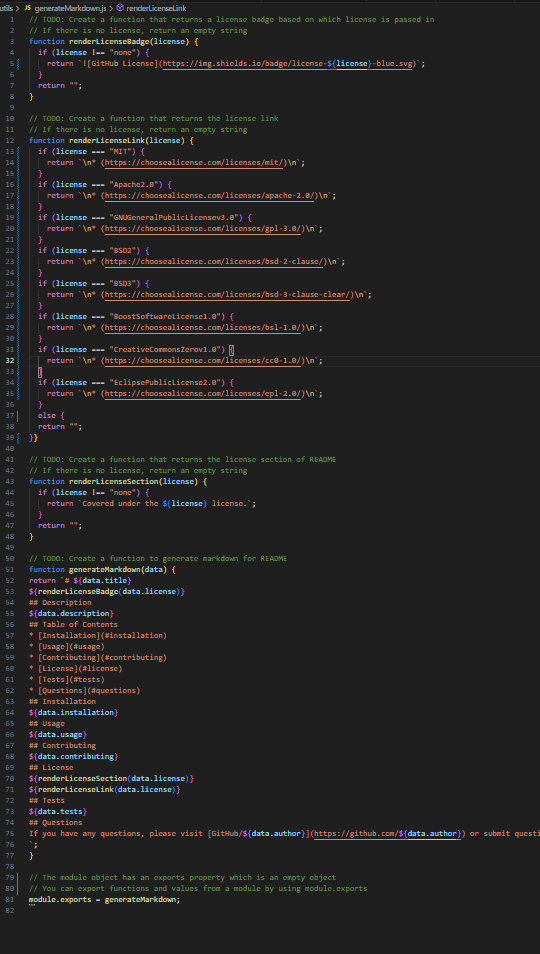 utils > JS generateMarkdown.js > renderLicenseLink
1 // TODO: Create a function that returns a license badge based on which license is passed in
2 // If there is no license, return an empty string
3 function renderLicenseBadge(license) {
4 if (license !== "none") {
5 return `![GitHub License](https://img.shields.io/badge/license-${license}-blue.svg)`;
6 }
7 return "";
8 }
9
10 // TODO: Create a function that returns the license link
11 // If there is no license, return an empty string
12 function renderLicenseLink(license) {
13 if (license === "MIT") {
14 return `\n* (https://choosealicense.com/licenses/mit/)\n`;
15 }
16 if (license === "Apache2.0") {
17 return `\n* (https://choosealicense.com/licenses/apache-2.0/)\n`;
18 }
19 if (license === "GNUGeneralPublicLicensev3.0") {
20 return `\n* (https://choosealicense.com/licenses/gpl-3.0/)\n`;
21 }
22 if (license === "BSD2") {
23 return `\n* (https://choosealicense.com/licenses/bsd-2-clause/)\n`;
24 }
25 if (license === "BSD3") {
26 return `\n* (https://choosealicense.com/licenses/bsd-3-clause-clear/)\n`;
27 }
28 if (license === "BoostSoftwareLicense1.0") {
29 return `\n* (https://choosealicense.com/licenses/bsl-1.0/)\n`;
30 }
31 if (license === "CreativeCommonsZerov1.0") {
32 return `\n* (https://choosealicense.com/licenses/cc0-1.0/)\n`;
33 }
34 if (license === "EclipsePublicLicense2.0") {
35 return `\n* (https://choosealicense.com/licenses/epl-2.0/)\n`;
36 }
37 else {
38 return "";
39 }}
40
41 // TODO: Create a function that returns the license section of README
42 // If there is no license, return an empty string
43 function renderLicenseSection(license) {
44 if (license !== "none") {
45 return `Covered under the ${license} license.`;
46 }
47 return "";
48 }
49
50 // TODO: Create a function to generate markdown for README
51 function generateMarkdown(data) {
52 return `# ${data.title}
53 ${renderLicenseBadge(data.license)}
54 ## Description
55 ${data.description}
56 ## Table of Contents
57 * [Installation](#installation)
58 * [Usage](#usage)
59 * [Contributing](#contributing)
60 * [License](#license)
61 * [Tests](#tests)
62 * [Questions](#questions)
63 ## Installation
64 ${data.installation}
65 ## Usage
66 ${data.usage}
67 ## Contributing
68 ${data.contributing}
69 ## License
70 ${renderLicenseSection(data.license)}
71 ${renderLicenseLink(data.license)}
72 ## Tests
73 ${data.tests}
74 ## Questions
75 If you have any questions, please visit [GitHub/${data.author}](https://github.com/${data.author}) or submit questi
76 `;
77 }
78
79 // The module object has an exports property which is an empty object
80 // You can export functions and values from a module by using module.exports
81 module.exports = generateMarkdown;
82